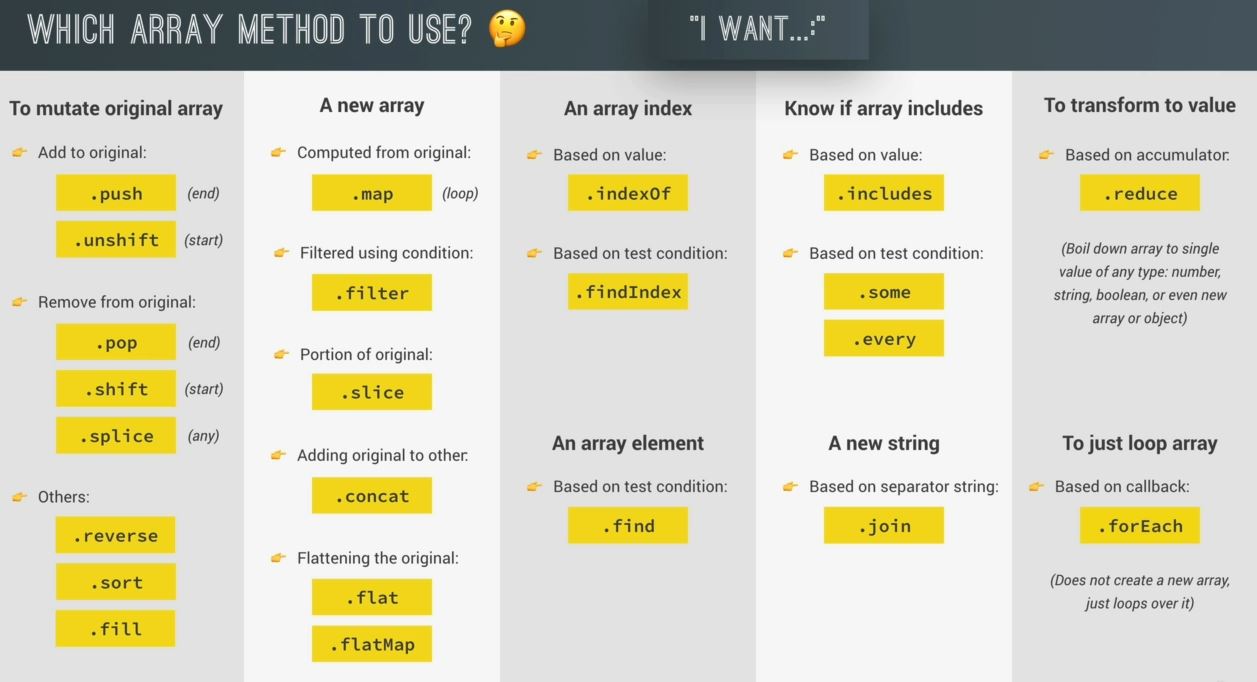 WHICH ARRAY METHOD TO USE? 🤔
"I WANT...:"
To mutate original array
👉 Add to original:
.push (end)
.unshift (start)
👉 Remove from original:
.pop (end)
.shift (start)
.splice (any)
👉 Others:
.reverse
.sort
.fill
A new array
👉 Computed from original:
.map (loop)
👉 Filtered using condition:
.filter
👉 Portion of original:
.slice
👉 Adding original to other:
.concat
👉 Flattening the original:
.flat
.flatMap
An array index
👉 Based on value:
.indexOf
👉 Based on test condition:
.findIndex
An array element
👉 Based on test condition:
.find
Know if array includes
👉 Based on value:
.includes
👉 Based on test condition:
.some
.every
A new string
👉 Based on separator string:
.join
To transform to value
👉 Based on accumulator:
.reduce
(Boil down array to single
value of any type: number,
string, boolean, or even new
array or object)
To just loop array
👉 Based on callback:
.forEach
(Does not create a new array,
just loops over it)